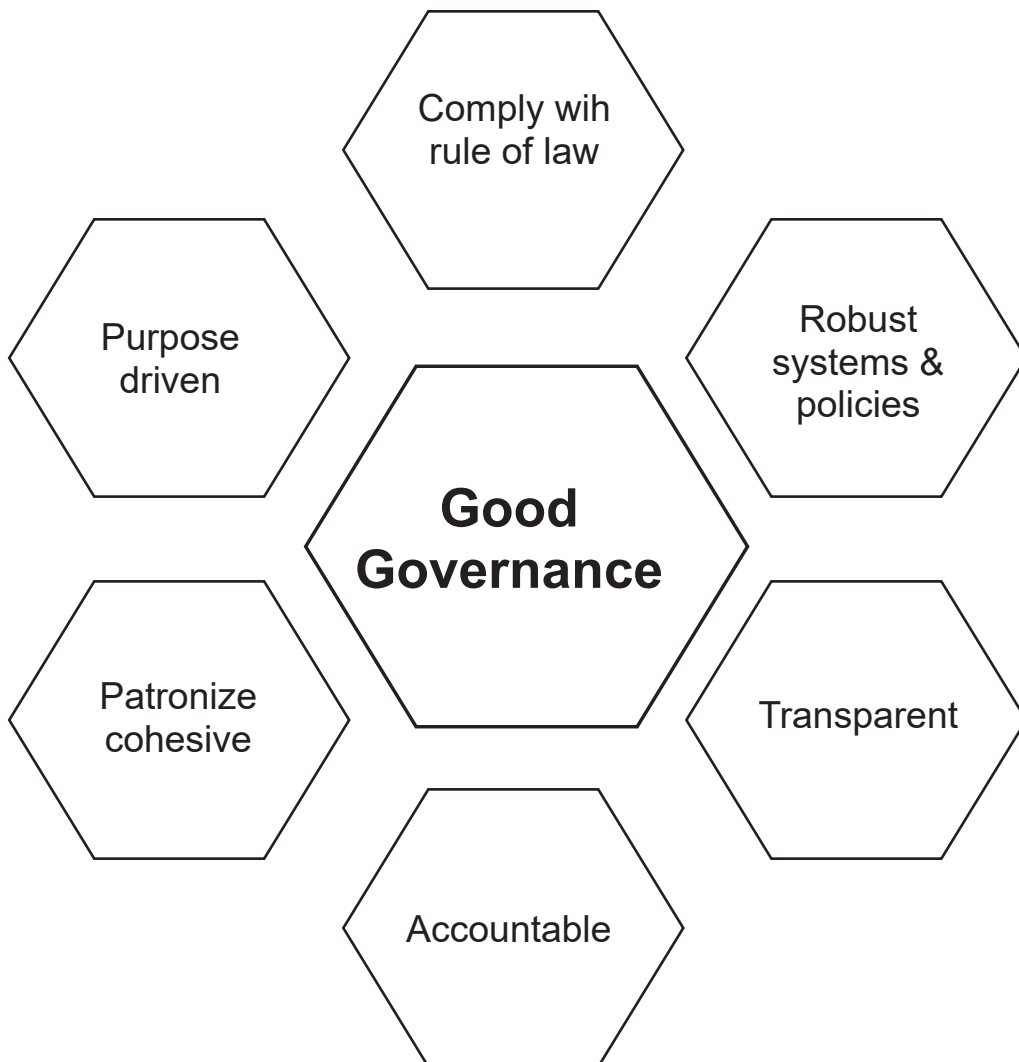 Comply wih
rule of law
Purpose
driven
Robust
systems &
policies
Good
Governance
Patronize
cohesive
Transparent
Accountable